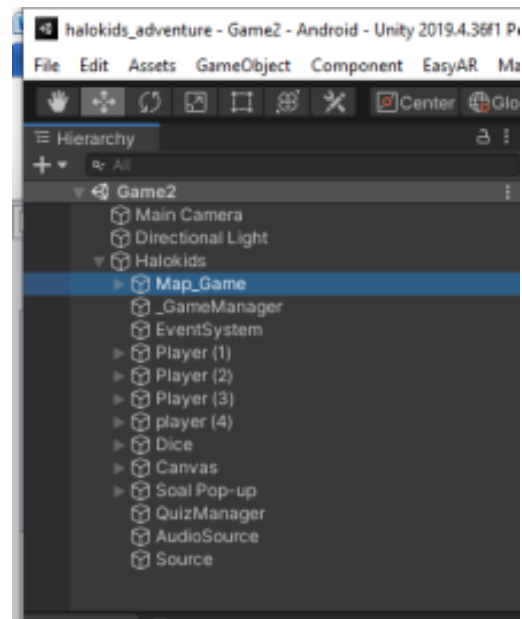 halokids_adventure - Game2 - Android - Unity 2019.4.36f1
File Edit Assets GameObject Component EasyAR
Center
Hierarchy
All
Game2
Main Camera
Directional Light
Halokids
Map_Game
_GameManager
EventSystem
Player (1)
Player (2)
Player (3)
player (4)
Dice
Canvas
Soal Pop-up
QuizManager
AudioSource
Source